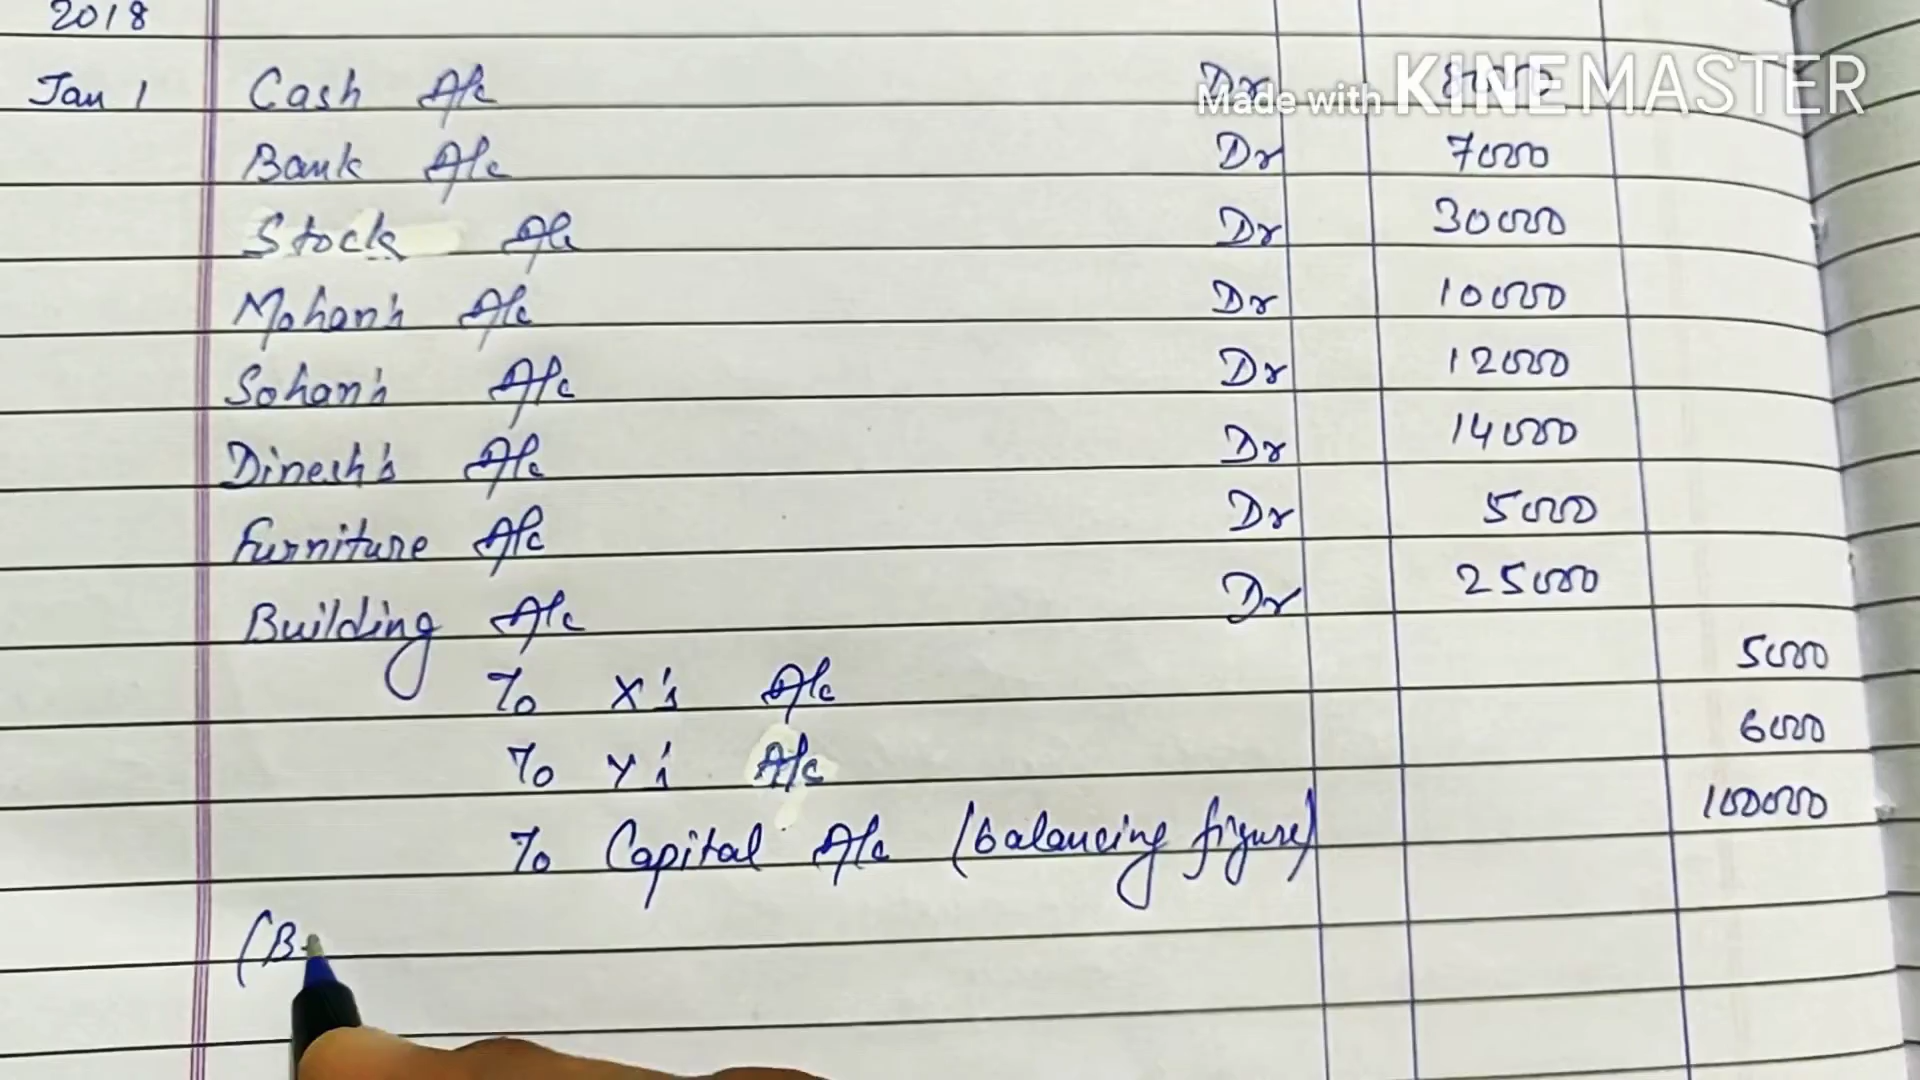 2018
Jan 1 Cash A/c Dr 8000
Made with KINEMASTER
Bank A/c Dr 7000
Stock A/c Dr 30000
Mohan's A/c Dr 10000
Sohan's A/c Dr 12000
Dinesh's A/c Dr 14000
Furniture A/c Dr 5000
Building A/c Dr 25000
To X's A/c 5000
To Y's A/c 6000
To Capital A/c (balancing figure) 100000
(B